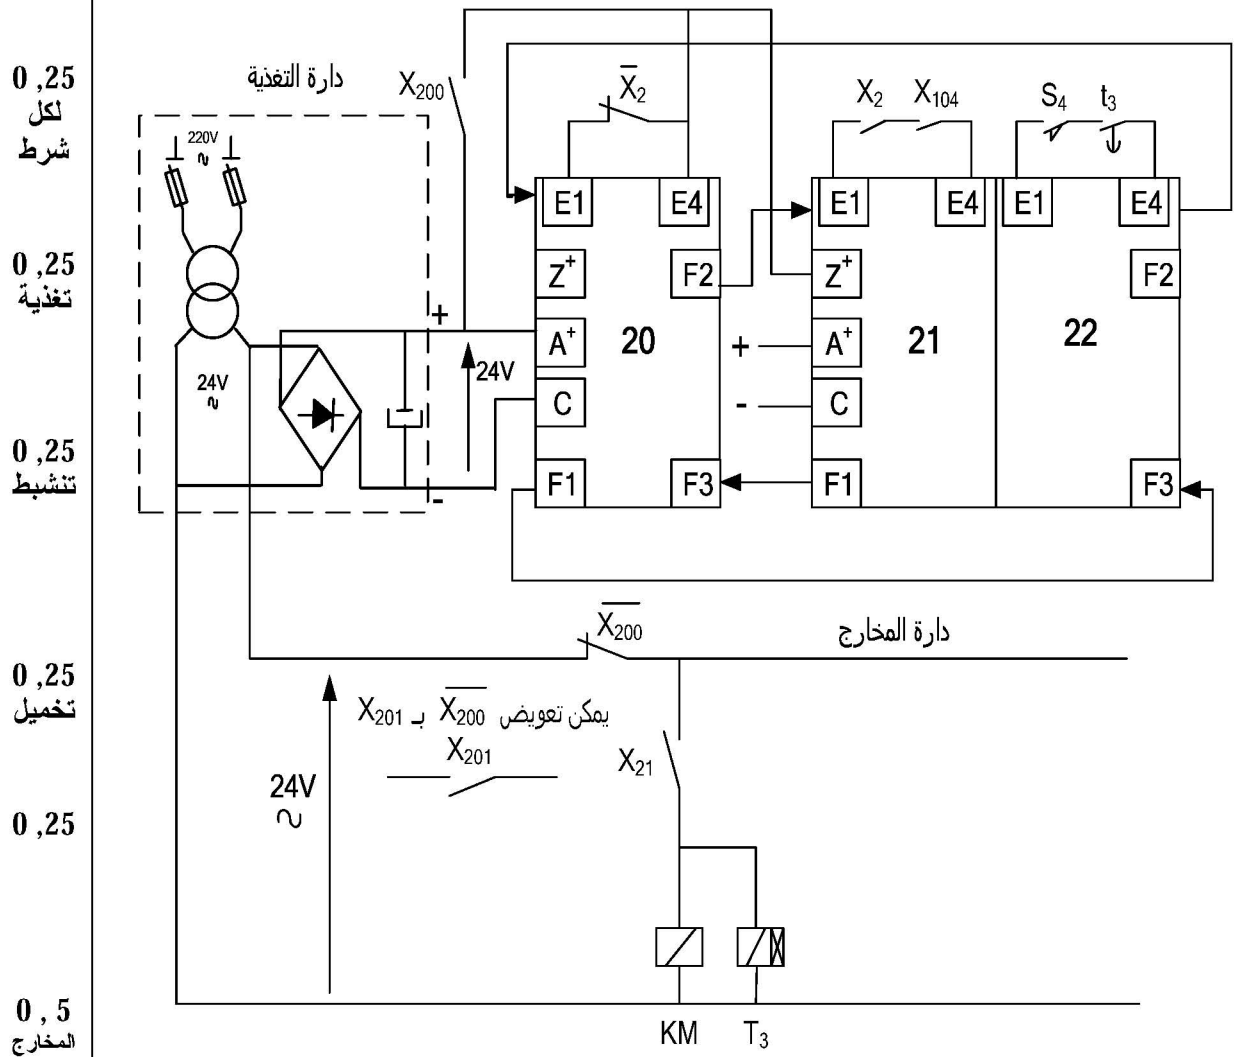 0 ,25
لكل
شرط
0 ,25
تغذية
0 ,25
تنشبط
0 ,25
تخميل
0 ,25
0 , 5
المخارج
دارة التغذية
220V
~
24V
~
+
-
24V
X200
X̅2
E1 E4
Z+ F2
A+ 20
C
F1 F3
X2 X104
S4 t3
E1 E4 E1 E4
Z+ F2
+ A+ 21 22
- C
F1 F3
X̅200
دارة المخارج
يمكن تعويض X̅200 بـ X201
X201
24V
~
X21
KM T3